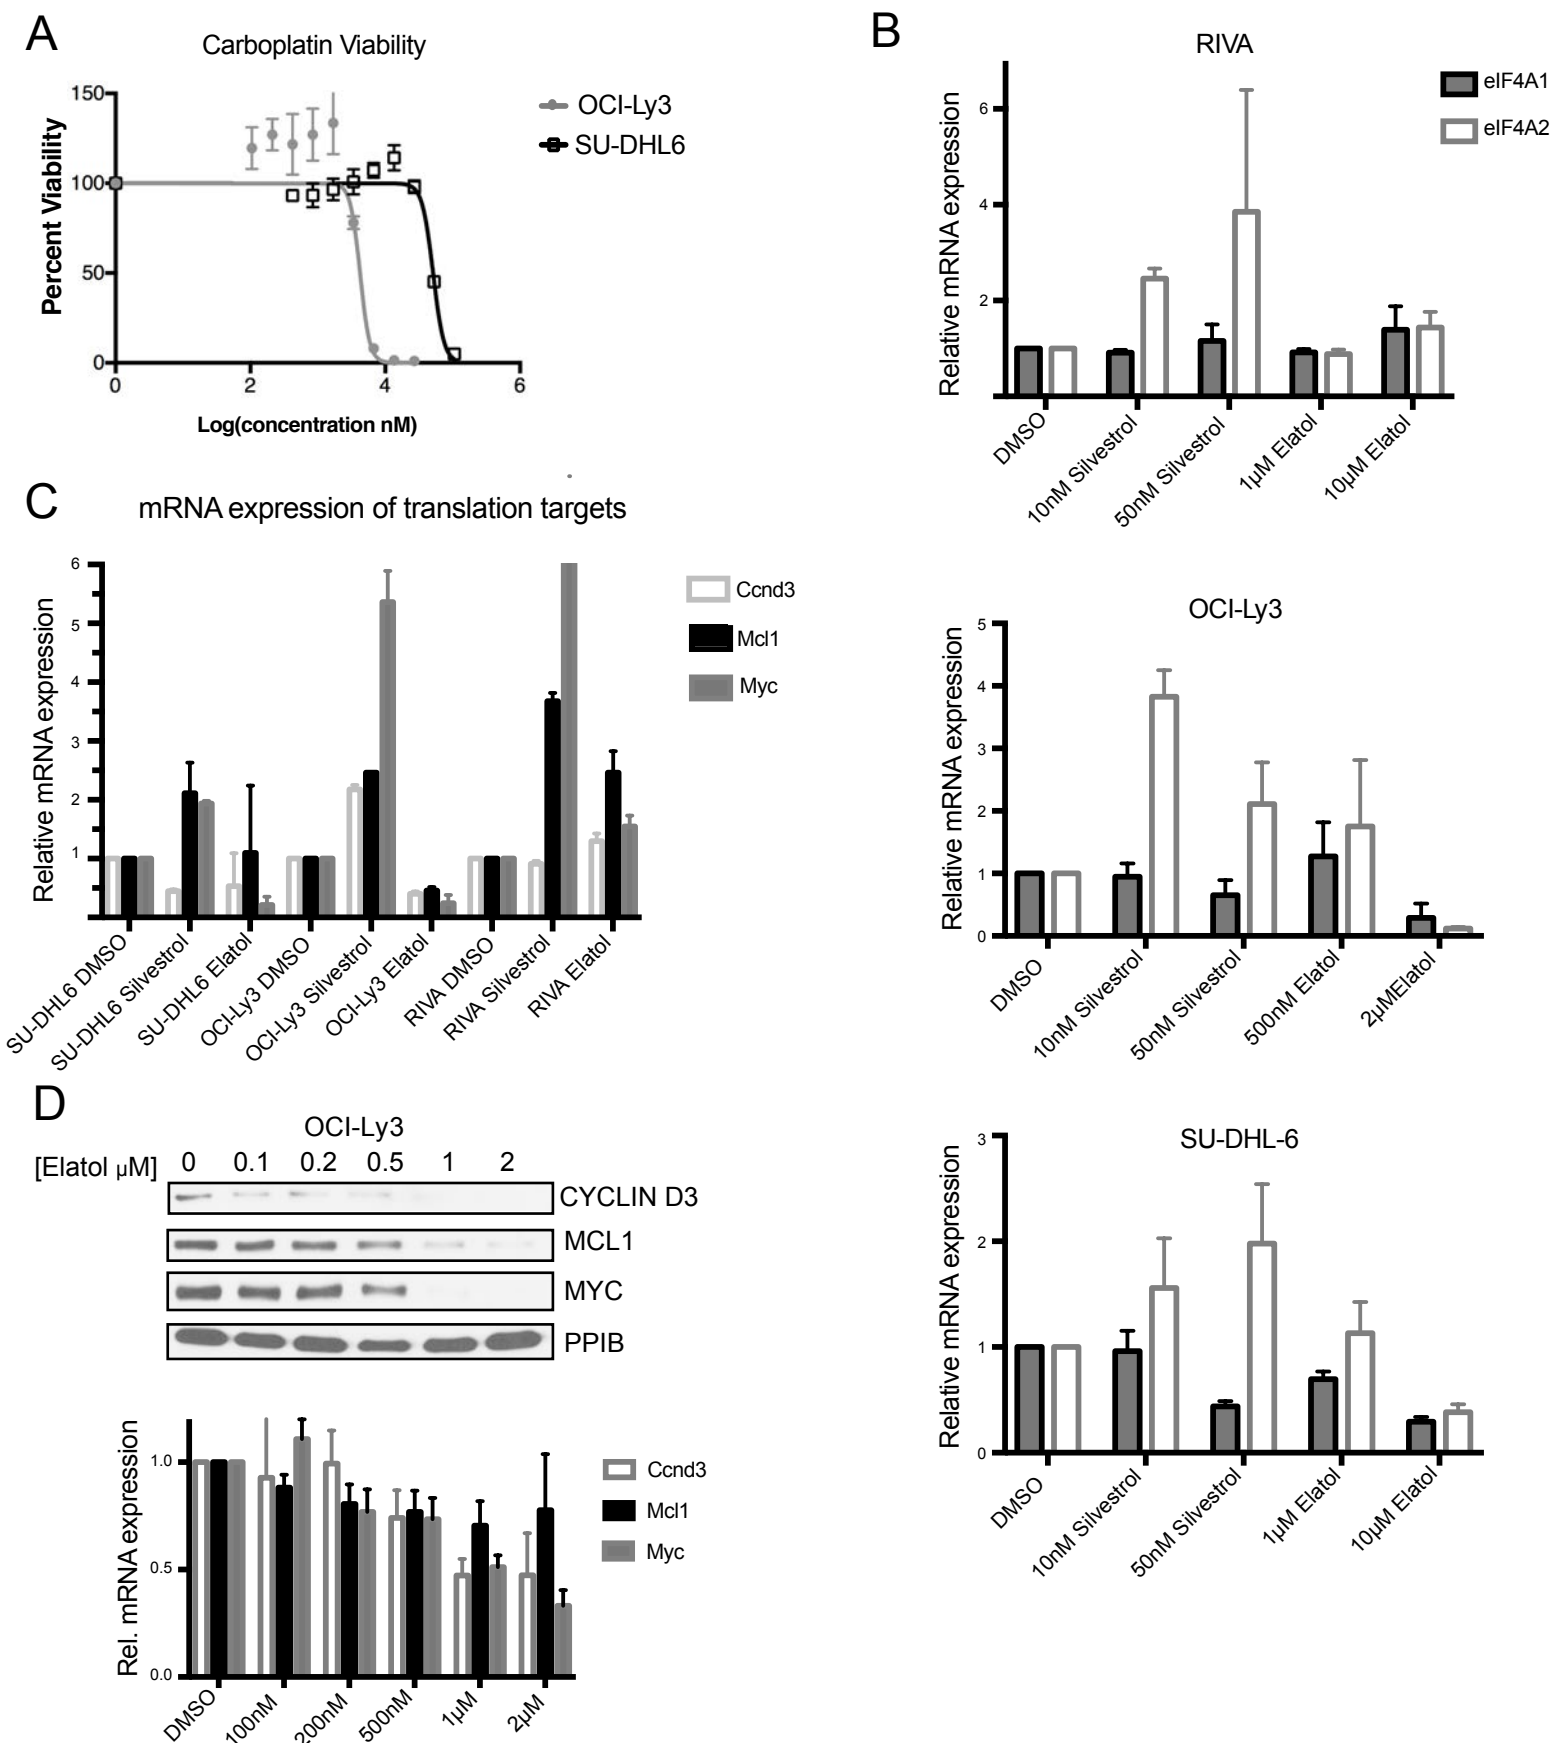 A
Carboplatin Viability
OCI-Ly3
SU-DHL6
Percent Viability
150
100
50
0
0
2
4
6
Log(concentration nM)
B
RIVA
eIF4A1
eIF4A2
Relative mRNA expression
6
4
2
DMSO
10nM Silvestrol
50nM Silvestrol
1µM Elatol
10µM Elatol
OCI-Ly3
Relative mRNA expression
5
4
3
2
1
0
DMSO
10nM Silvestrol
50nM Silvestrol
500nM Elatol
2µMElatol
SU-DHL-6
Relative mRNA expression
3
2
1
0
DMSO
10nM Silvestrol
50nM Silvestrol
1µM Elatol
10µM Elatol
C
mRNA expression of translation targets
Relative mRNA expression
6
5
4
3
2
1
Ccnd3
Mcl1
Myc
SU-DHL6 DMSO
SU-DHL6 Silvestrol
SU-DHL6 Elatol
OCI-Ly3 DMSO
OCI-Ly3 Silvestrol
OCI-Ly3 Elatol
RIVA DMSO
RIVA Silvestrol
RIVA Elatol
D
OCI-Ly3
[Elatol µM] 0 0.1 0.2 0.5 1 2
CYCLIN D3
MCL1
MYC
PPIB
Rel. mRNA expression
1.0
0.5
0.0
Ccnd3
Mcl1
Myc
DMSO
100nM
200nM
500nM
1µM
2µM